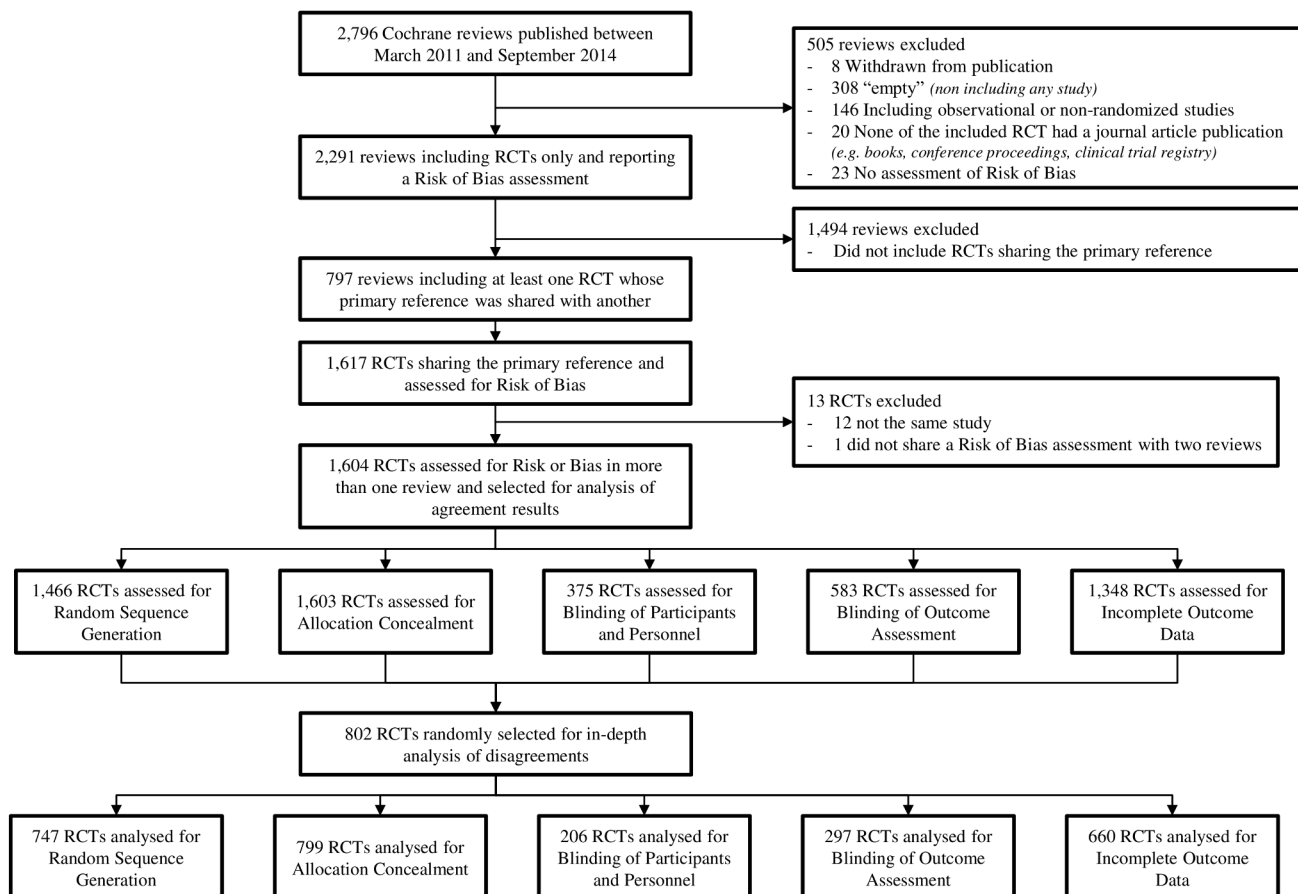 2,796 Cochrane reviews published between
March 2011 and September 2014
505 reviews excluded
- 8 Withdrawn from publication
- 308 “empty” (non including any study)
- 146 Including observational or non-randomized studies
- 20 None of the included RCT had a journal article publication
(e.g. books, conference proceedings, clinical trial registry)
- 23 No assessment of Risk of Bias
2,291 reviews including RCTs only and reporting
a Risk of Bias assessment
1,494 reviews excluded
- Did not include RCTs sharing the primary reference
797 reviews including at least one RCT whose
primary reference was shared with another
1,617 RCTs sharing the primary reference and
assessed for Risk of Bias
13 RCTs excluded
- 12 not the same study
- 1 did not share a Risk of Bias assessment with two reviews
1,604 RCTs assessed for Risk or Bias in more
than one review and selected for analysis of
agreement results
1,466 RCTs assessed for
Random Sequence
Generation
1,603 RCTs assessed for
Allocation Concealment
375 RCTs assessed for
Blinding of Participants
and Personnel
583 RCTs assessed for
Blinding of Outcome
Assessment
1,348 RCTs assessed for
Incomplete Outcome
Data
802 RCTs randomly selected for in-depth
analysis of disagreements
747 RCTs analysed for
Random Sequence
Generation
799 RCTs analysed for
Allocation Concealment
206 RCTs analysed for
Blinding of Participants
and Personnel
297 RCTs analysed for
Blinding of Outcome
Assessment
660 RCTs analysed for
Incomplete Outcome
Data